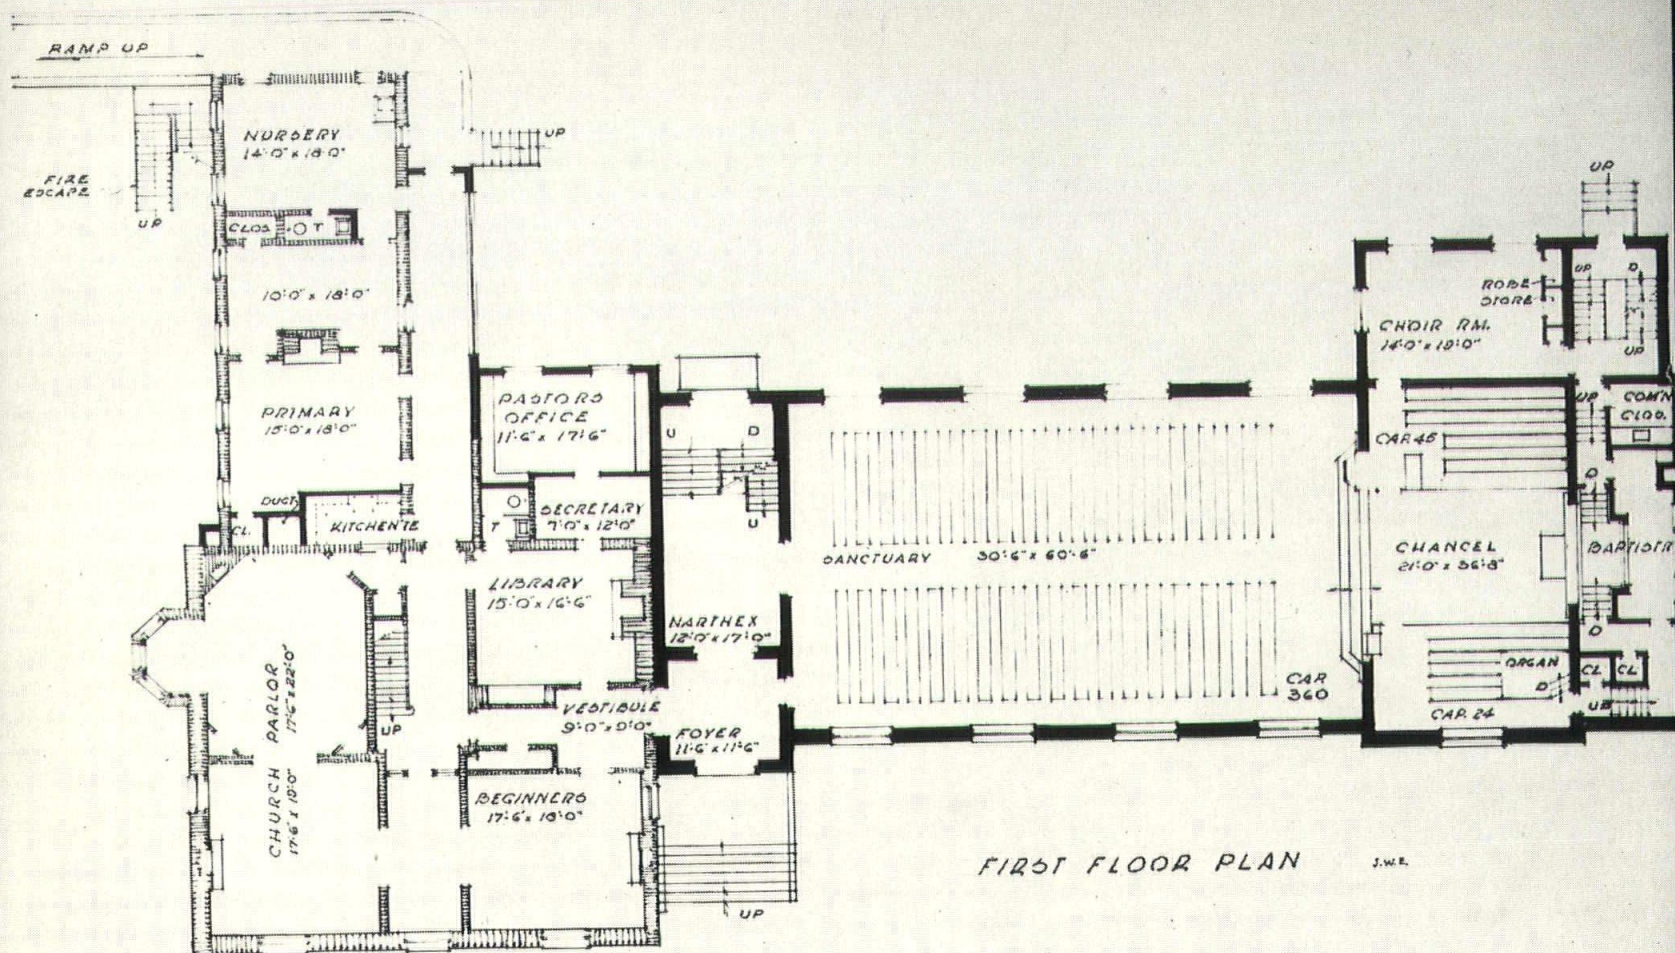 RAMP UP
NURSERY
14'-0" x 18'-0"
UP
FIRE
ESCAPE
UP
CLOS.
T
10'-0" x 18'-0"
PRIMARY
15'-0" x 18'-0"
DUCT
CL.
KITCHEN'TE
PASTORS
OFFICE
11'-6" x 17'-6"
T
SECRETARY
7'-0" x 12'-0"
LIBRARY
15'-0" x 16'-6"
CHURCH PARLOR
17'-6" x 19'-0" 17'-6" x 22'-0"
UP
VESTIBULE
9'-0" x 9'-0"
BEGINNERS
17'-6" x 18'-0"
U D
U
NARTHEX
12'-0" x 17'-0"
FOYER
11'-6" x 11'-6"
UP
SANCTUARY 30'-6" x 60'-6"
CAP.
360
UP
ROBE
STORE
UP D
UP
CHOIR RM.
14'-0" x 19'-0"
UP
COM'N
CLOS.
CAP. 46
D
CHANCEL
21'-0" x 36'-8"
BAPTISTR
D
ORGAN
D
CL CL
UP
CAP. 24
FIRST FLOOR PLAN
J.W.E.